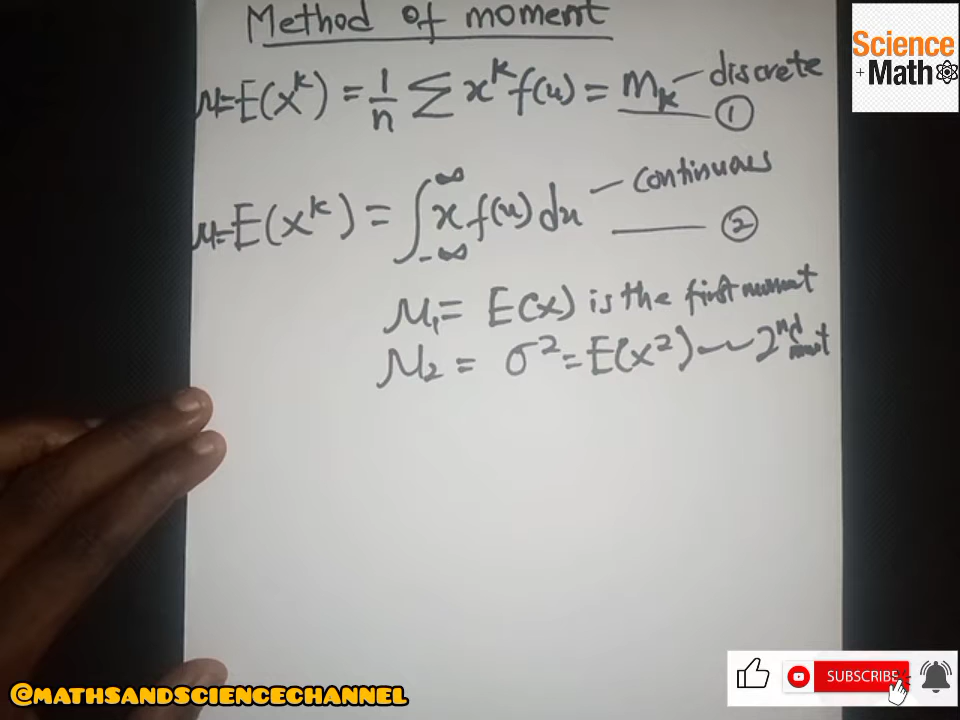 Method of moment
Science
+ Math
μ=E(x^k) = 1/n ∑ x^k f(x) = m_k – discrete
①
μ=E(x^k) = ∫_{-∞}^{∞} x f(x) dx – continuous
②
μ₁ = E(x) is the first moment
μ₂ = σ² = E(x²) ~ 2nd
SUBSCRIBE
@MATHSANDSCIENCECHANNEL